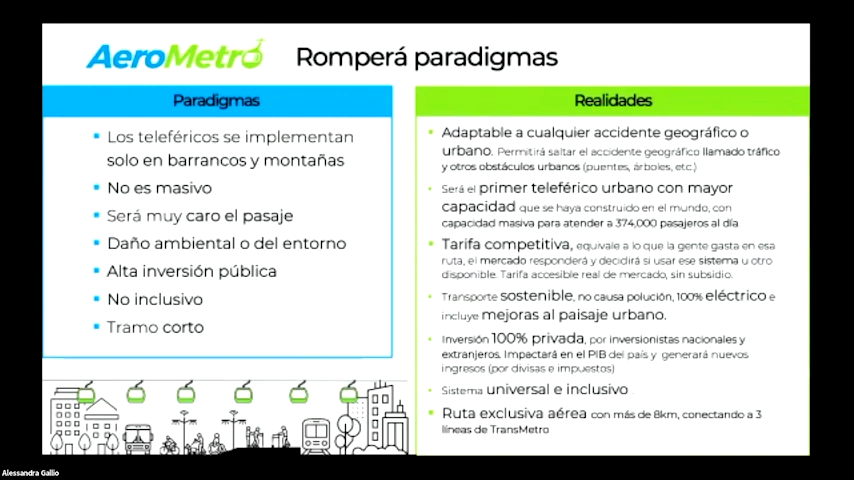 AeroMetro
Romperá paradigmas
Paradigmas
Los teleféricos se implementan
solo en barrancos y montañas
No es masivo
Será muy caro el pasaje
Daño ambiental o del entorno
Alta inversión pública
No inclusivo
Tramo corto
Realidades
Adaptable a cualquier accidente geográfico o
urbano. Permitirá saltar el accidente geográfico llamado tráfico
y otros obstáculos urbanos (puentes, árboles, etc.)
Será el primer teleférico urbano con mayor
capacidad que se haya construido en el mundo, con
capacidad masiva para atender a 374,000 pasajeros al día
Tarifa competitiva, equivale a lo que la gente gasta en esa
ruta, el mercado responderá y decidirá si usar ese sistema u otro
disponible. Tarifa accesible real de mercado, sin subsidio.
Transporte sostenible, no causa polución, 100% eléctrico e
incluye mejoras al paisaje urbano.
Inversión 100% privada, por inversionistas nacionales y
extranjeros. Impactará en el PIB del país y generará nuevos
ingresos (por divisas e impuestos)
Sistema universal e inclusivo
Ruta exclusiva aérea con más de 8km, conectando a 3
líneas de TransMetro
Alessandra Gallio